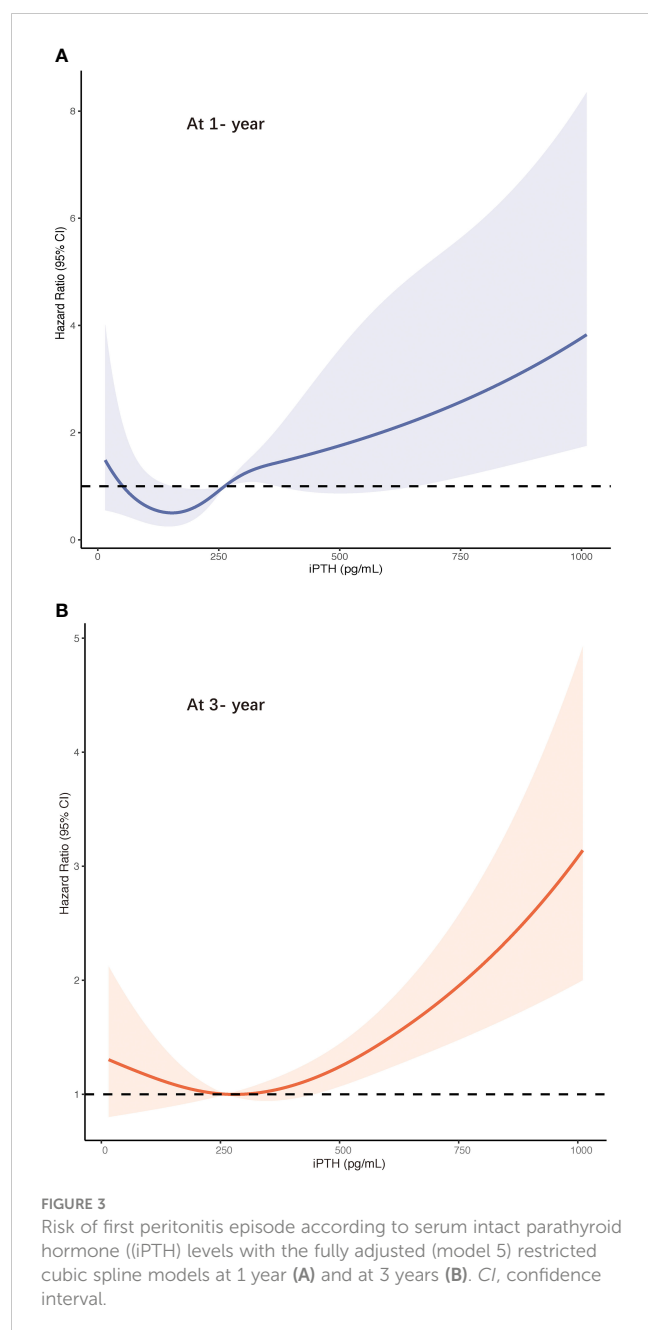 A
At 1- year
Hazard Ratio (95% CI)
8
6
4
2
0
0 250 500 750 1000
iPTH (pg/mL)
B
At 3- year
Hazard Ratio (95% CI)
5
4
3
2
1
0 250 500 750 1000
iPTH (pg/mL)
FIGURE 3
Risk of first peritonitis episode according to serum intact parathyroid
hormone ((iPTH) levels with the fully adjusted (model 5) restricted
cubic spline models at 1 year (A) and at 3 years (B). CI, confidence
interval.